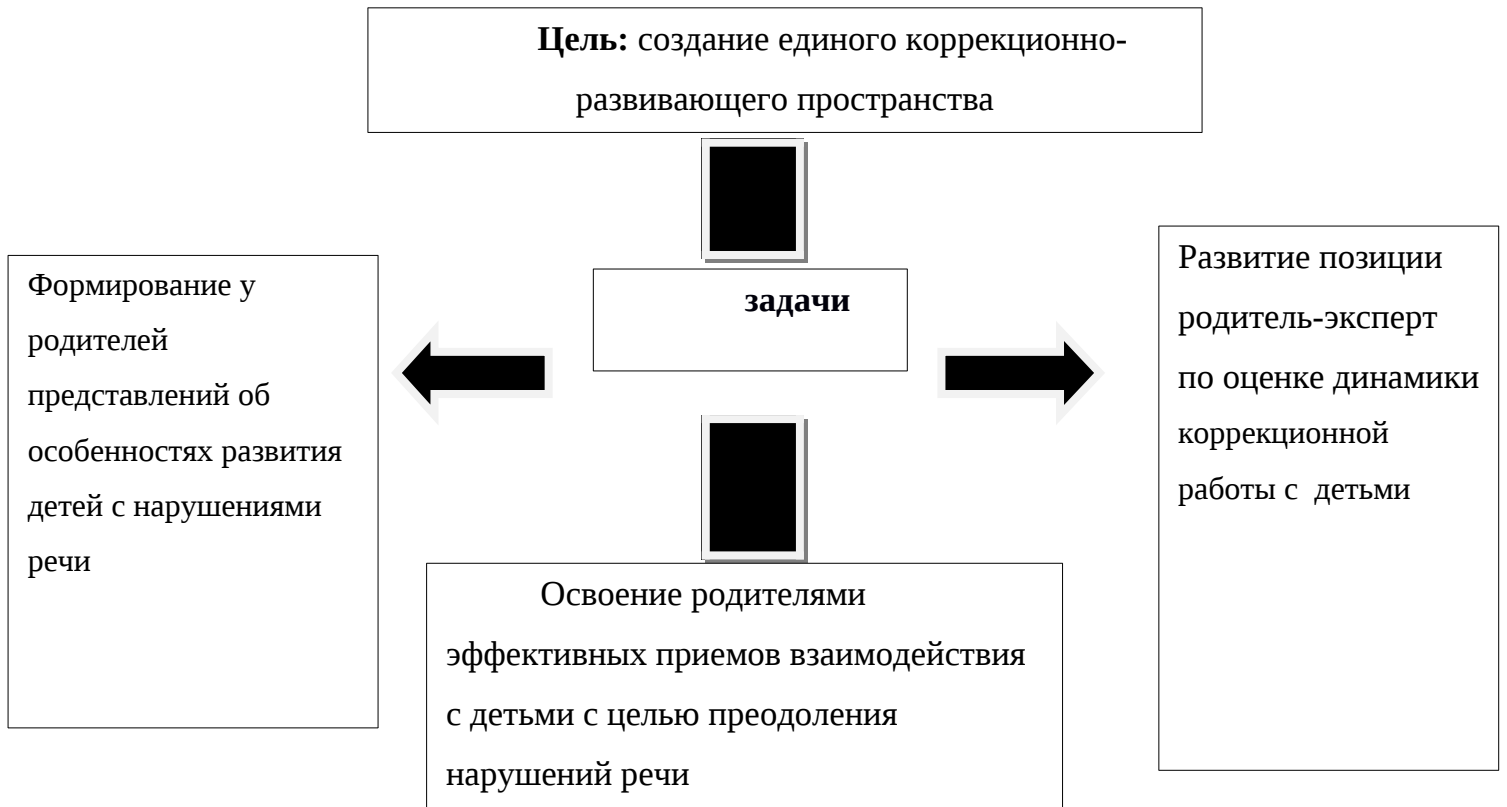 Цель: создание единого коррекционно-
развивающего пространства
задачи
Формирование у
родителей
представлений об
особенностях развития
детей с нарушениями
речи
Развитие позиции
родитель-эксперт
по оценке динамики
коррекционной
работы с детьми
Освоение родителями
эффективных приемов взаимодействия
с детьми с целью преодоления
нарушений речи